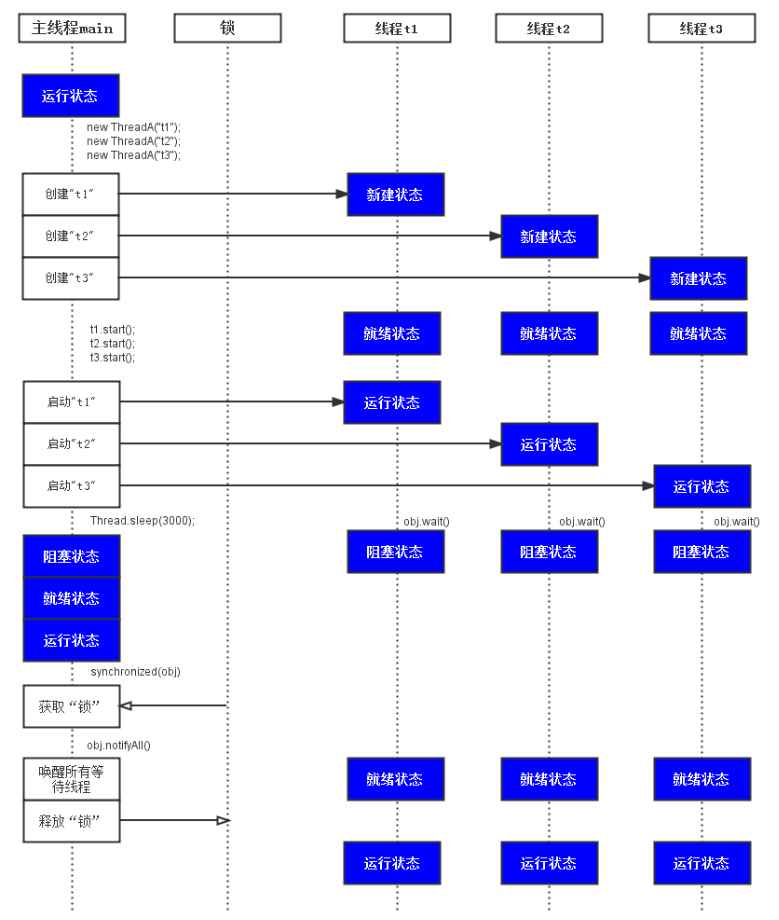 主线程main
锁
线程t1
线程t2
线程t3
运行状态
new ThreadA("t1");
new ThreadA("t2");
new ThreadA("t3");
创建"t1"
新建状态
创建"t2"
新建状态
创建"t3"
新建状态
t1.start();
t2.start();
t3.start();
就绪状态
就绪状态
就绪状态
启动"t1"
运行状态
启动"t2"
运行状态
启动"t3"
运行状态
Thread.sleep(3000);
obj.wait()
obj.wait()
obj.wait()
阻塞状态
阻塞状态
阻塞状态
阻塞状态
就绪状态
运行状态
synchronized(obj)
获取“锁”
obj.notifyAll()
唤醒所有等
待线程
就绪状态
就绪状态
就绪状态
释放“锁”
运行状态
运行状态
运行状态